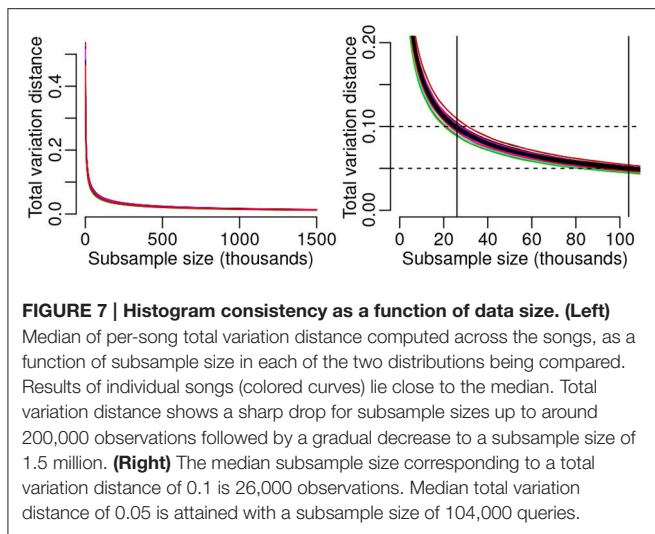 Total variation distance
0.0 0.2 0.4
0 500 1000 1500
Subsample size (thousands)
Total variation distance
0.00 0.10 0.20
0 20 40 60 80 100
Subsample size (thousands)
FIGURE 7 | Histogram consistency as a function of data size. (Left)
Median of per-song total variation distance computed across the songs, as a
function of subsample size in each of the two distributions being compared.
Results of individual songs (colored curves) lie close to the median. Total
variation distance shows a sharp drop for subsample sizes up to around
200,000 observations followed by a gradual decrease to a subsample size of
1.5 million. (Right) The median subsample size corresponding to a total
variation distance of 0.1 is 26,000 observations. Median total variation
distance of 0.05 is attained with a subsample size of 104,000 queries.